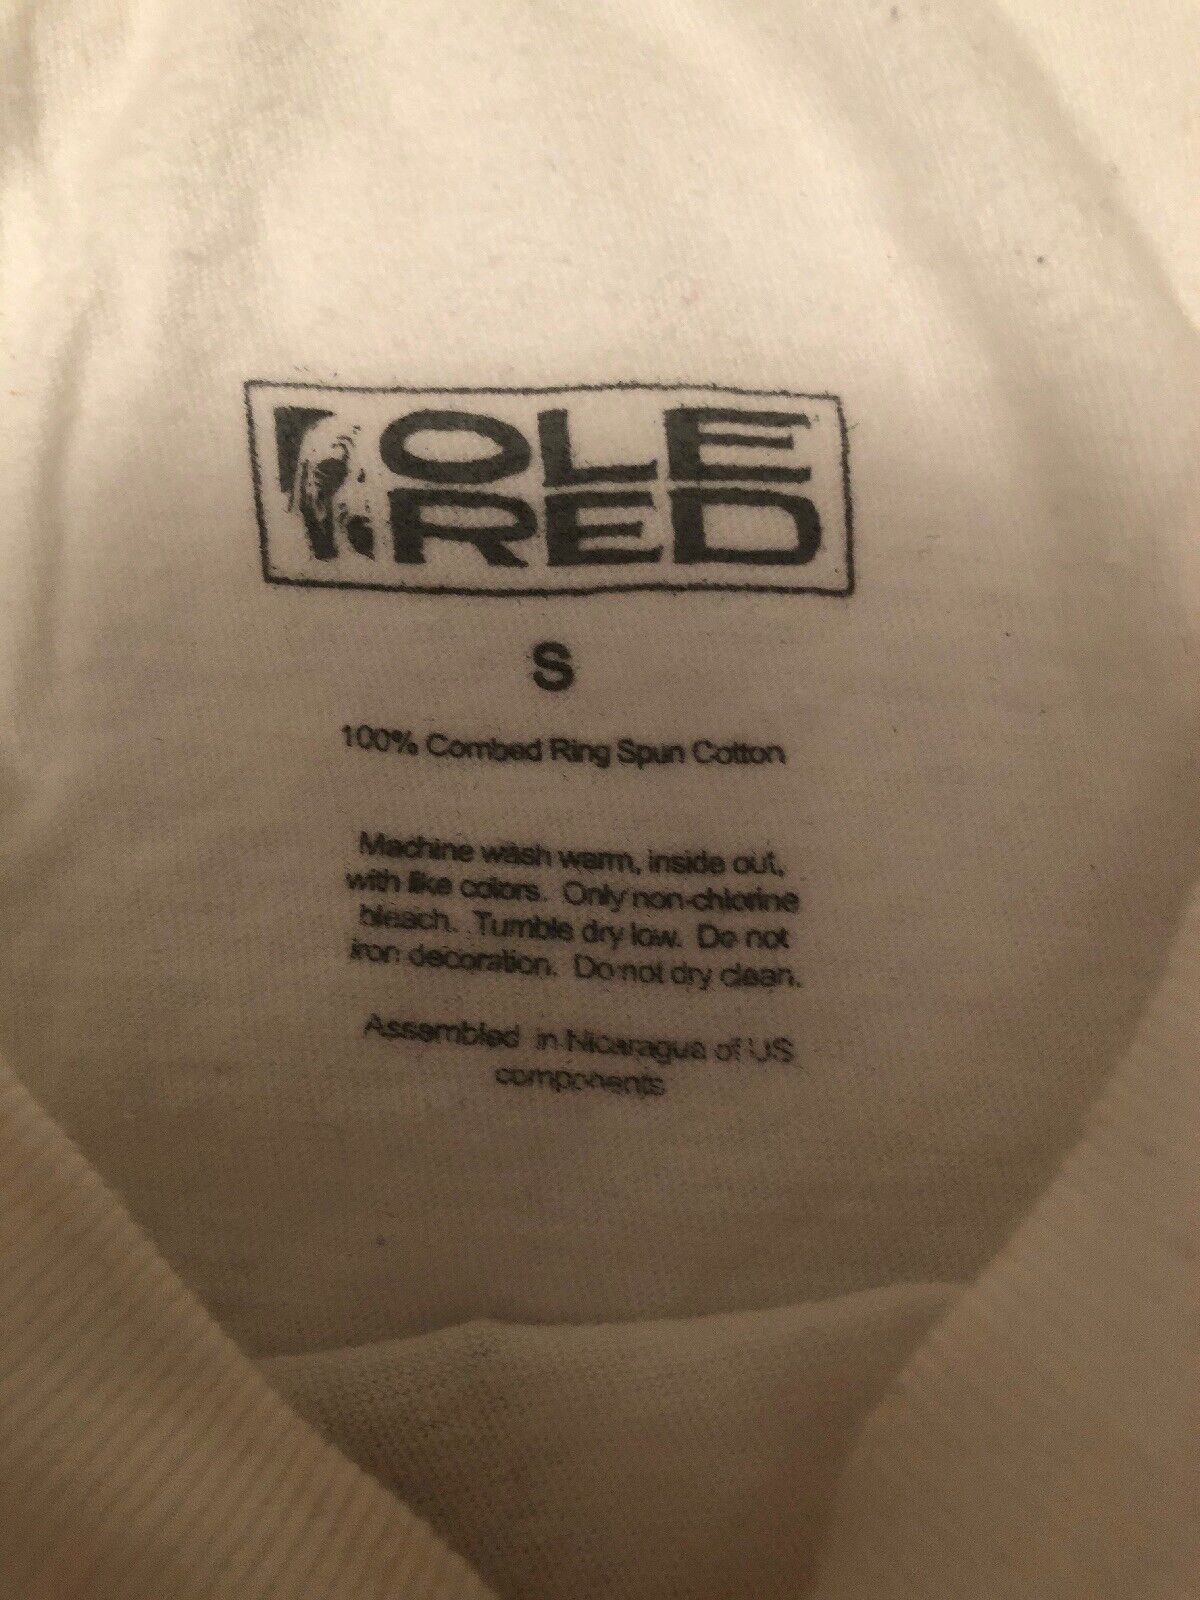 OLE
RED
S
100% Combed Ring Spun Cotton
Machine wash warm, inside out,
with like colors. Only non-chlorine
bleach. Tumble dry low. Do not
iron decoration. Do not dry clean.
Assembled in Nicaragua of US
components